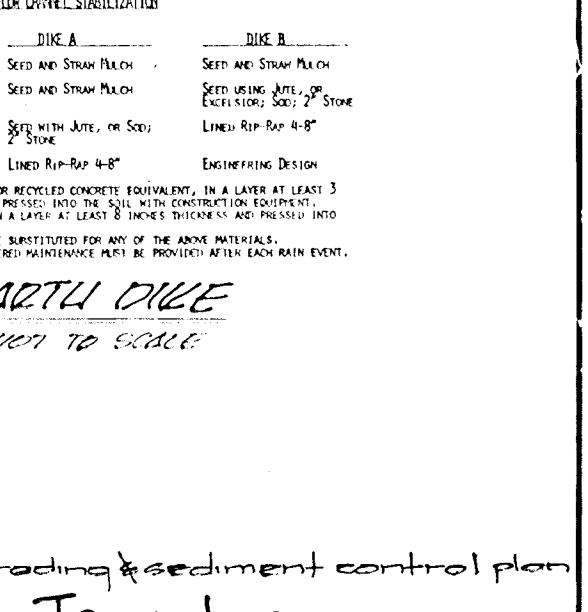 CHANNEL STABILIZATION
DIKE A DIKE B
SEED AND STRAW MULCH SEED AND STRAW MULCH
SEED AND STRAW MULCH SEED USING JUTE, OR
EXCELSIOR; SOD; 2" STONE
SEED WITH JUTE, OR SOD; LINED RIP-RAP 4-8"
2" STONE
LINED RIP-RAP 4-8" ENGINEERING DESIGN
OR RECYCLED CONCRETE EQUIVALENT, IN A LAYER AT LEAST 3
PRESSED INTO THE SOIL WITH CONSTRUCTION EQUIPMENT.
A LAYER AT LEAST 8 INCHES THICKNESS AND PRESSED INTO
SUBSTITUTED FOR ANY OF THE ABOVE MATERIALS.
MAINTENANCE MUST BE PROVIDED AFTER EACH RAIN EVENT.
ARTH DIKE
NOT TO SCALE
rading & sediment control plan